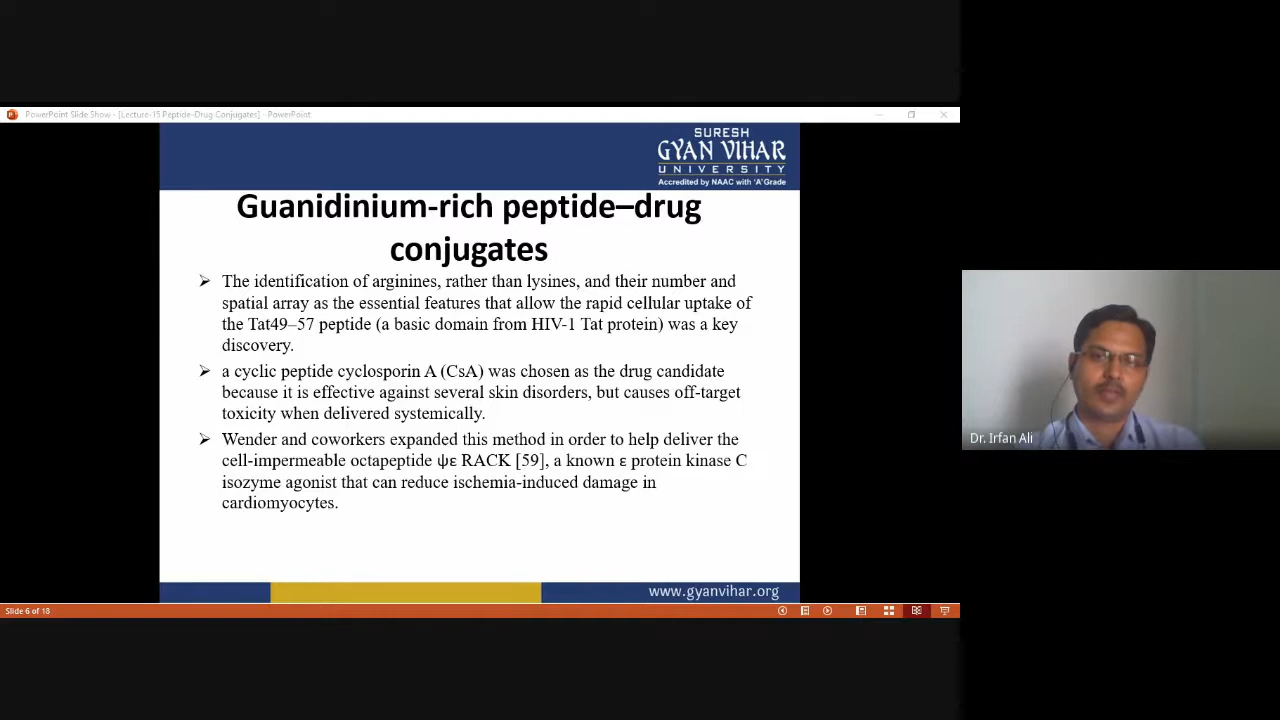 PowerPoint Slide Show - [Lecture-15 Peptide-Drug Conjugates] - PowerPoint
SURESH
GYAN VIHAR
UNIVERSITY
Accredited by NAAC with 'A' Grade
Guanidinium-rich peptide–drug
conjugates
➢ The identification of arginines, rather than lysines, and their number and
spatial array as the essential features that allow the rapid cellular uptake of
the Tat49–57 peptide (a basic domain from HIV-1 Tat protein) was a key
discovery.
➢ a cyclic peptide cyclosporin A (CsA) was chosen as the drug candidate
because it is effective against several skin disorders, but causes off-target
toxicity when delivered systemically.
➢ Wender and coworkers expanded this method in order to help deliver the
cell-impermeable octapeptide ψε RACK [59], a known ε protein kinase C
isozyme agonist that can reduce ischemia-induced damage in
cardiomyocytes.
www.gyanvihar.org
Slide 6 of 18
Dr. Irfan Ali